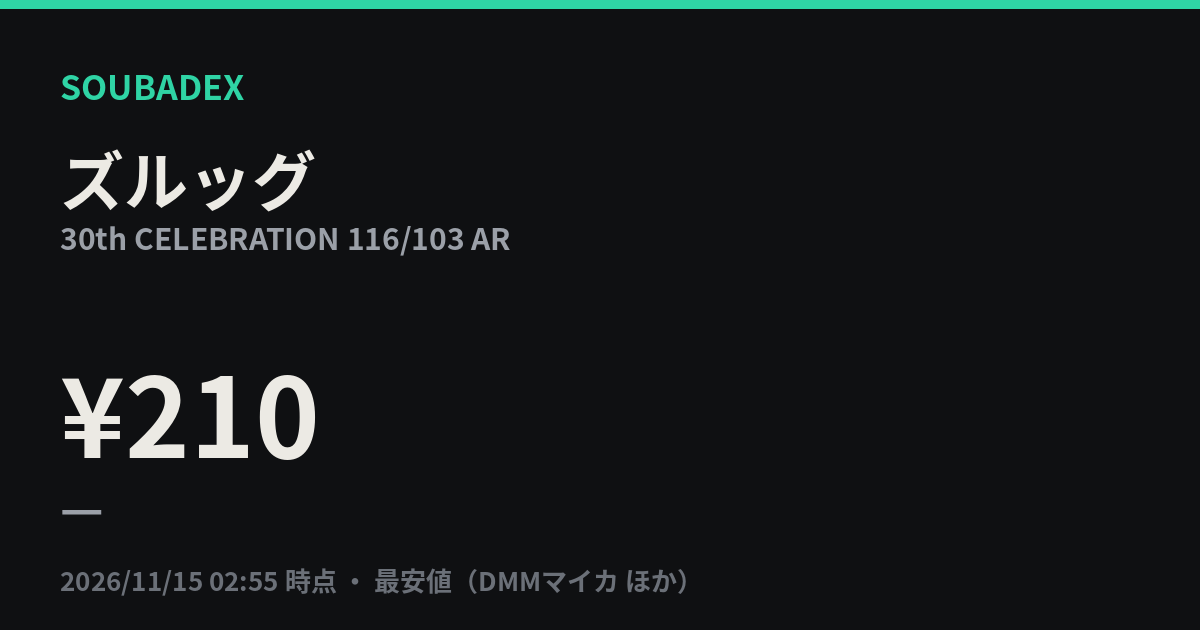 SOUBADEX
ズルッグ
30th CELEBRATION 116/103 AR
¥210
—
2026/11/15 02:55 時点 ・ 最安値（DMMマイカ ほか）